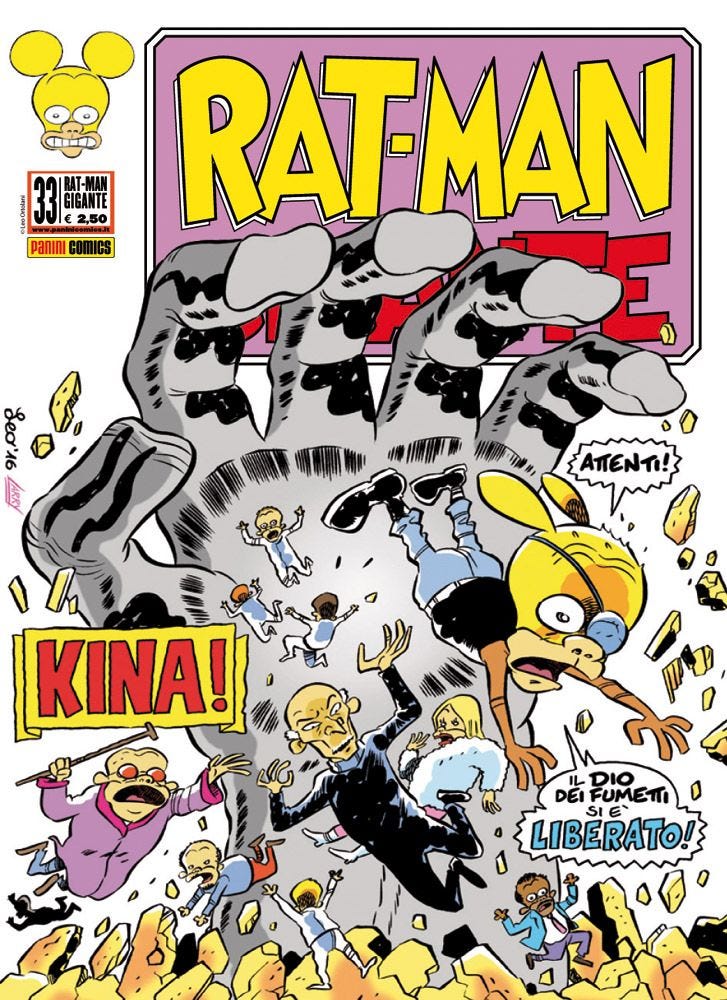 RAT-MAN
33
RAT-MAN
GIGANTE
€ 2,50
www.paninicomics.it
PANINI COMICS
© Leo Ortolani
Leo '16
LARRY
ATTENTI!
KINA!
IL DIO
DEI FUMETTI
SI E'
LIBERATO!